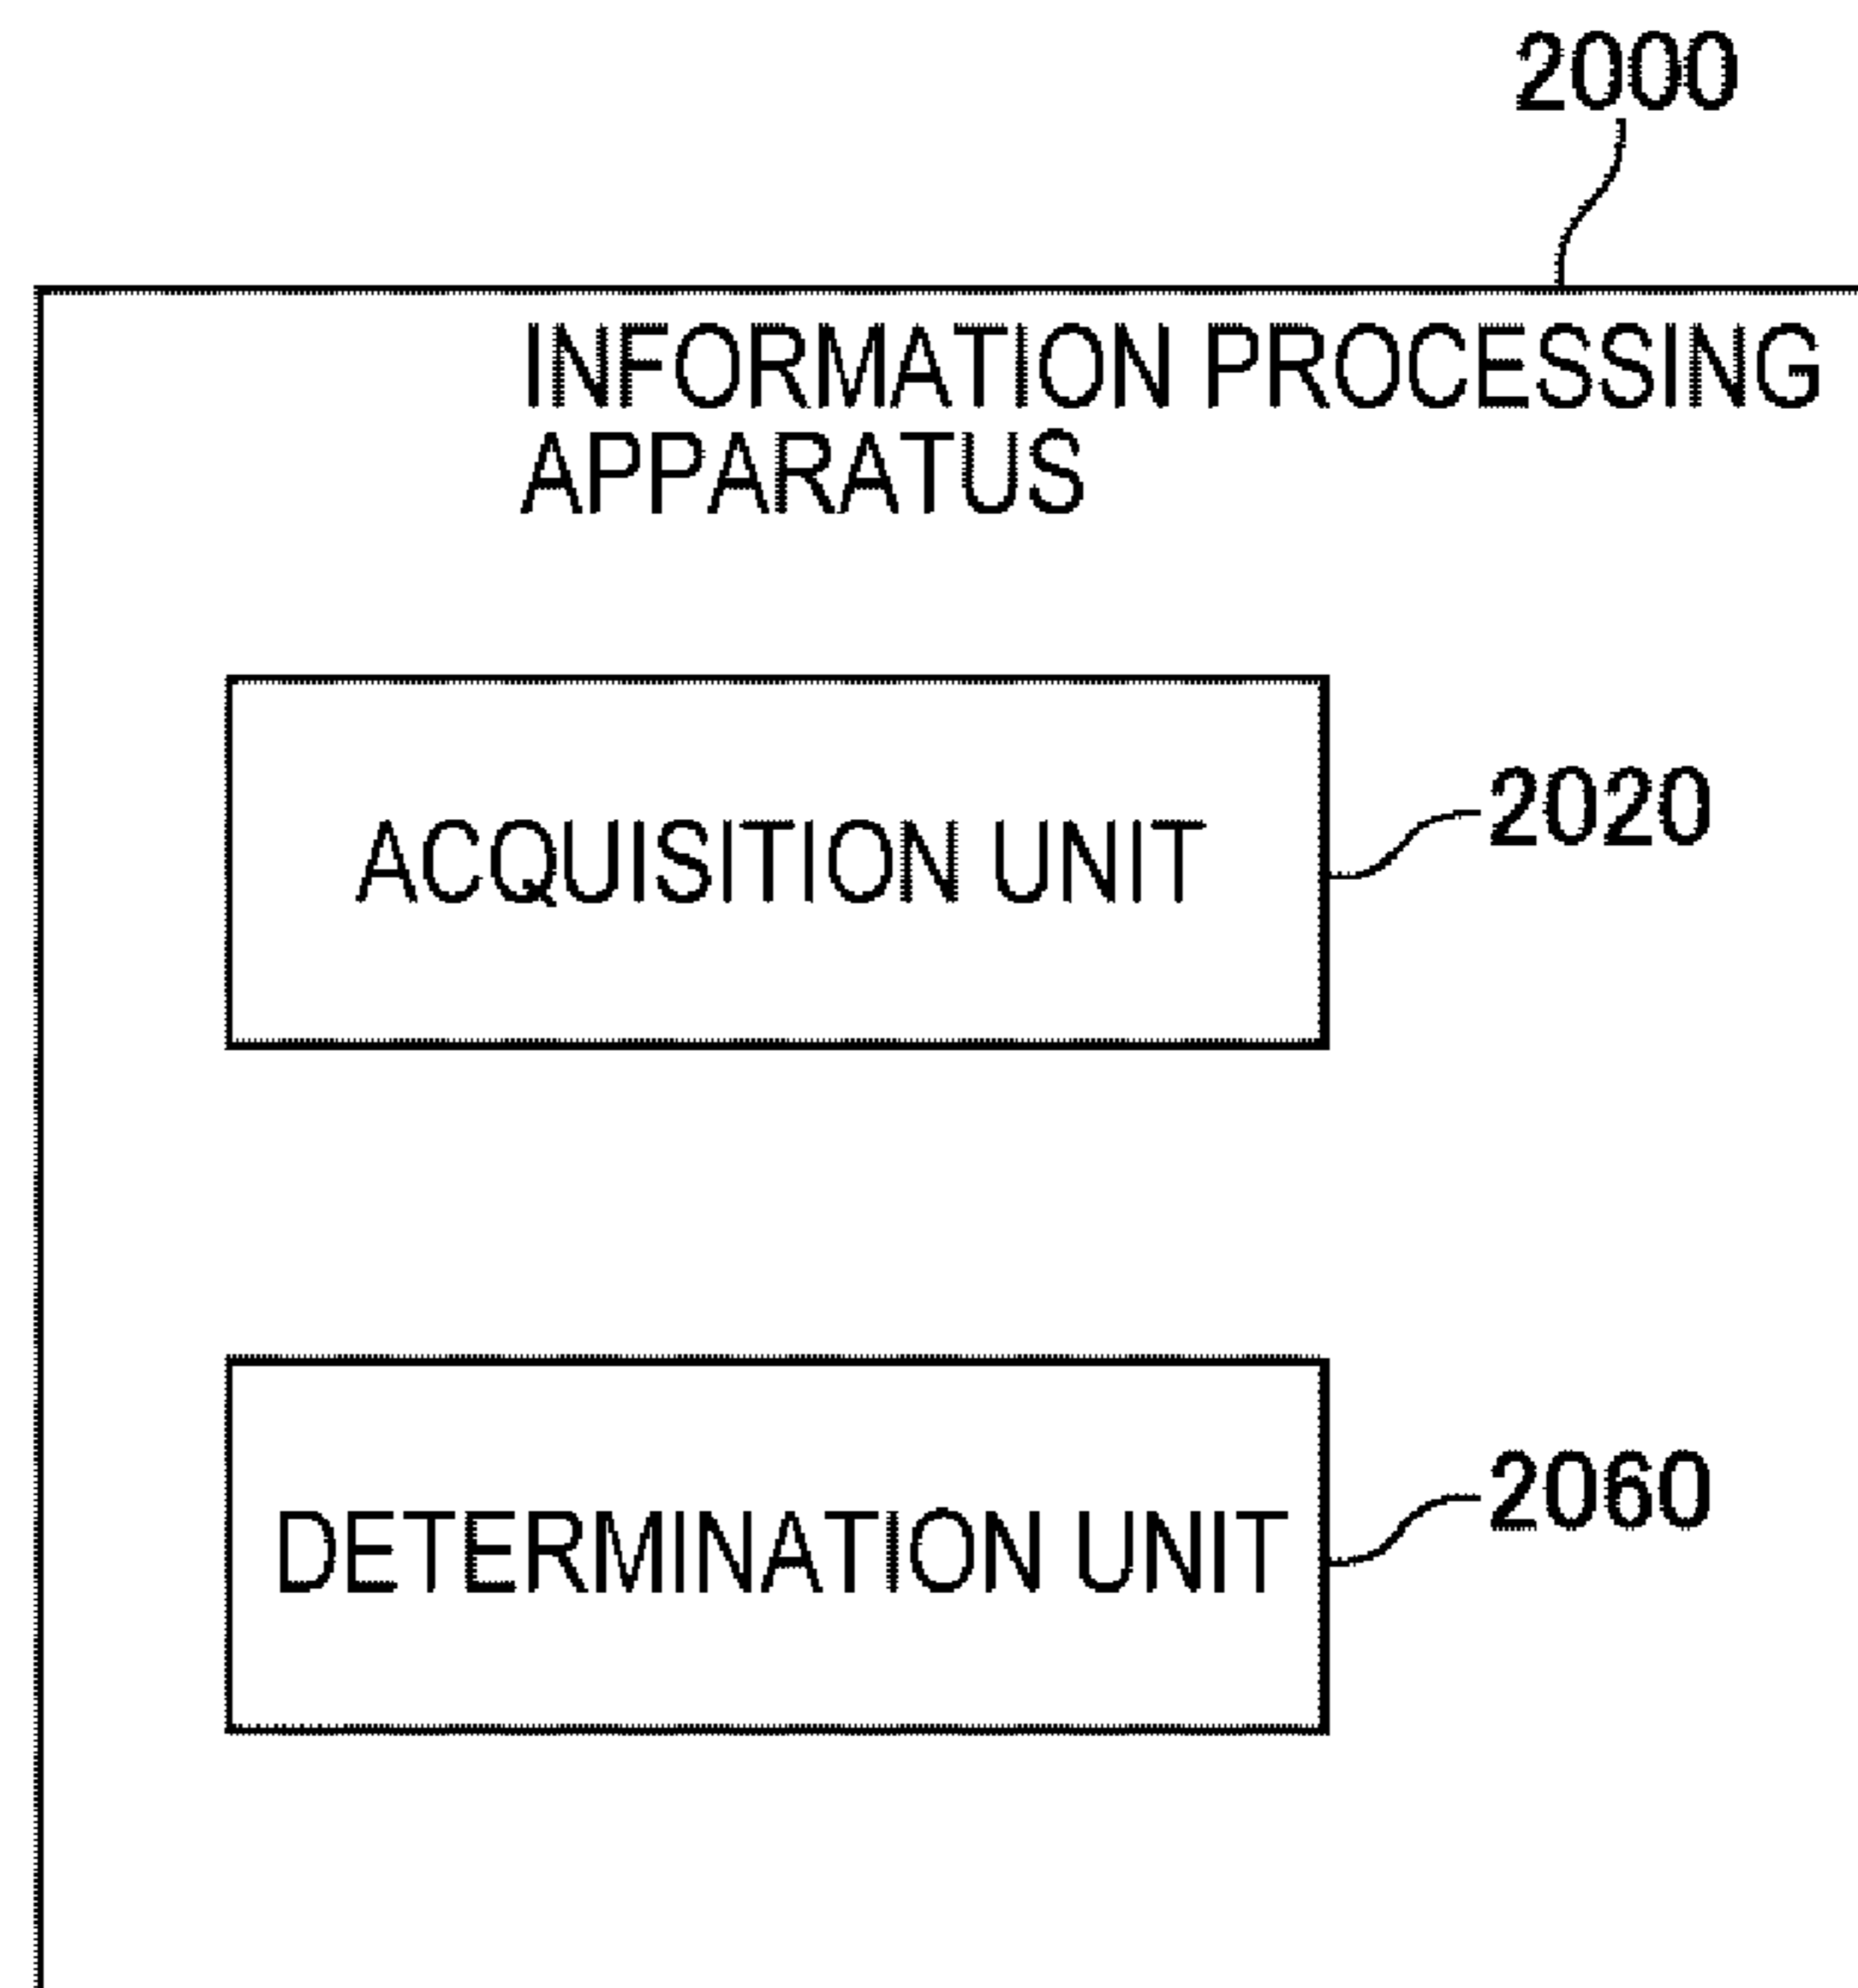 2000
INFORMATION PROCESSING
APPARATUS
ACQUISITION UNIT
2020
DETERMINATION UNIT
2060